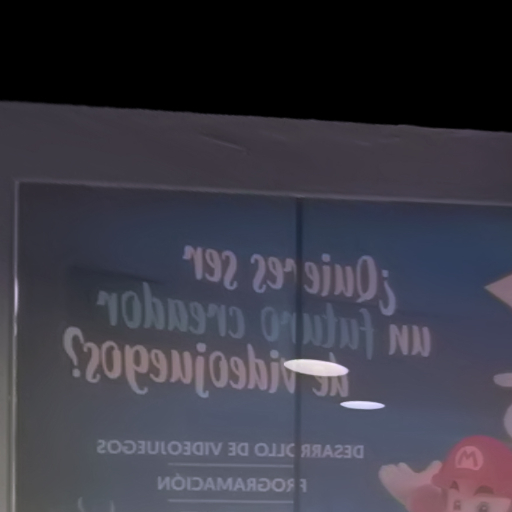 ¿Quieres ser
un futuro creador
de videojuegos?
DESARROLLO DE VIDEOJUEGOS
PROGRAMACIÓN
M